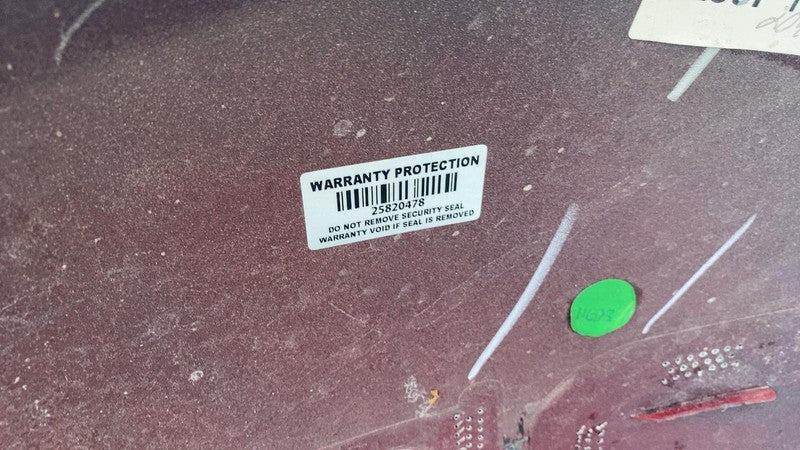 WARRANTY PROTECTION
25820478
DO NOT REMOVE SECURITY SEAL
WARRANTY VOID IF SEAL IS REMOVED